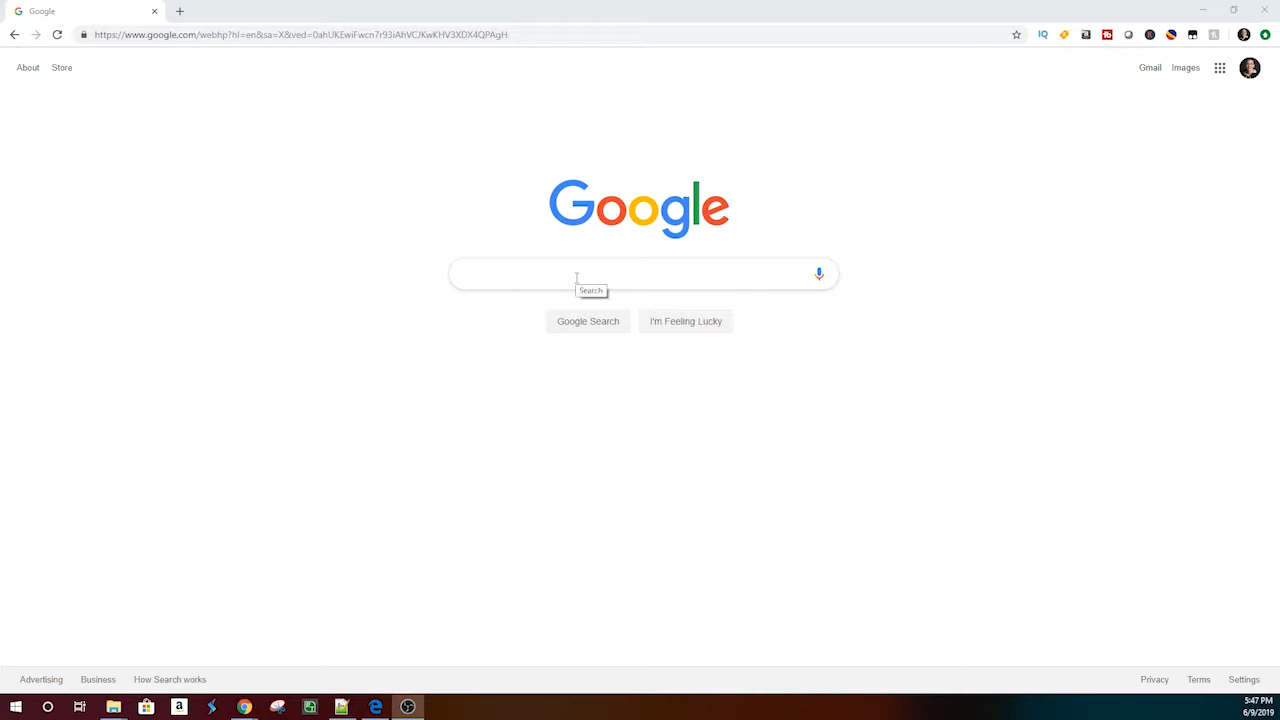 Google
https://www.google.com/webhp?hl=en&sa=X&ved=0ahUKEwiFwcn7r93iAhVCJKwKHV3XDX4QPAgH
IQ
About Store
Gmail Images
Google
Search
Google Search I'm Feeling Lucky
Advertising Business How Search works
Privacy Terms Settings
5:47 PM
6/9/2019